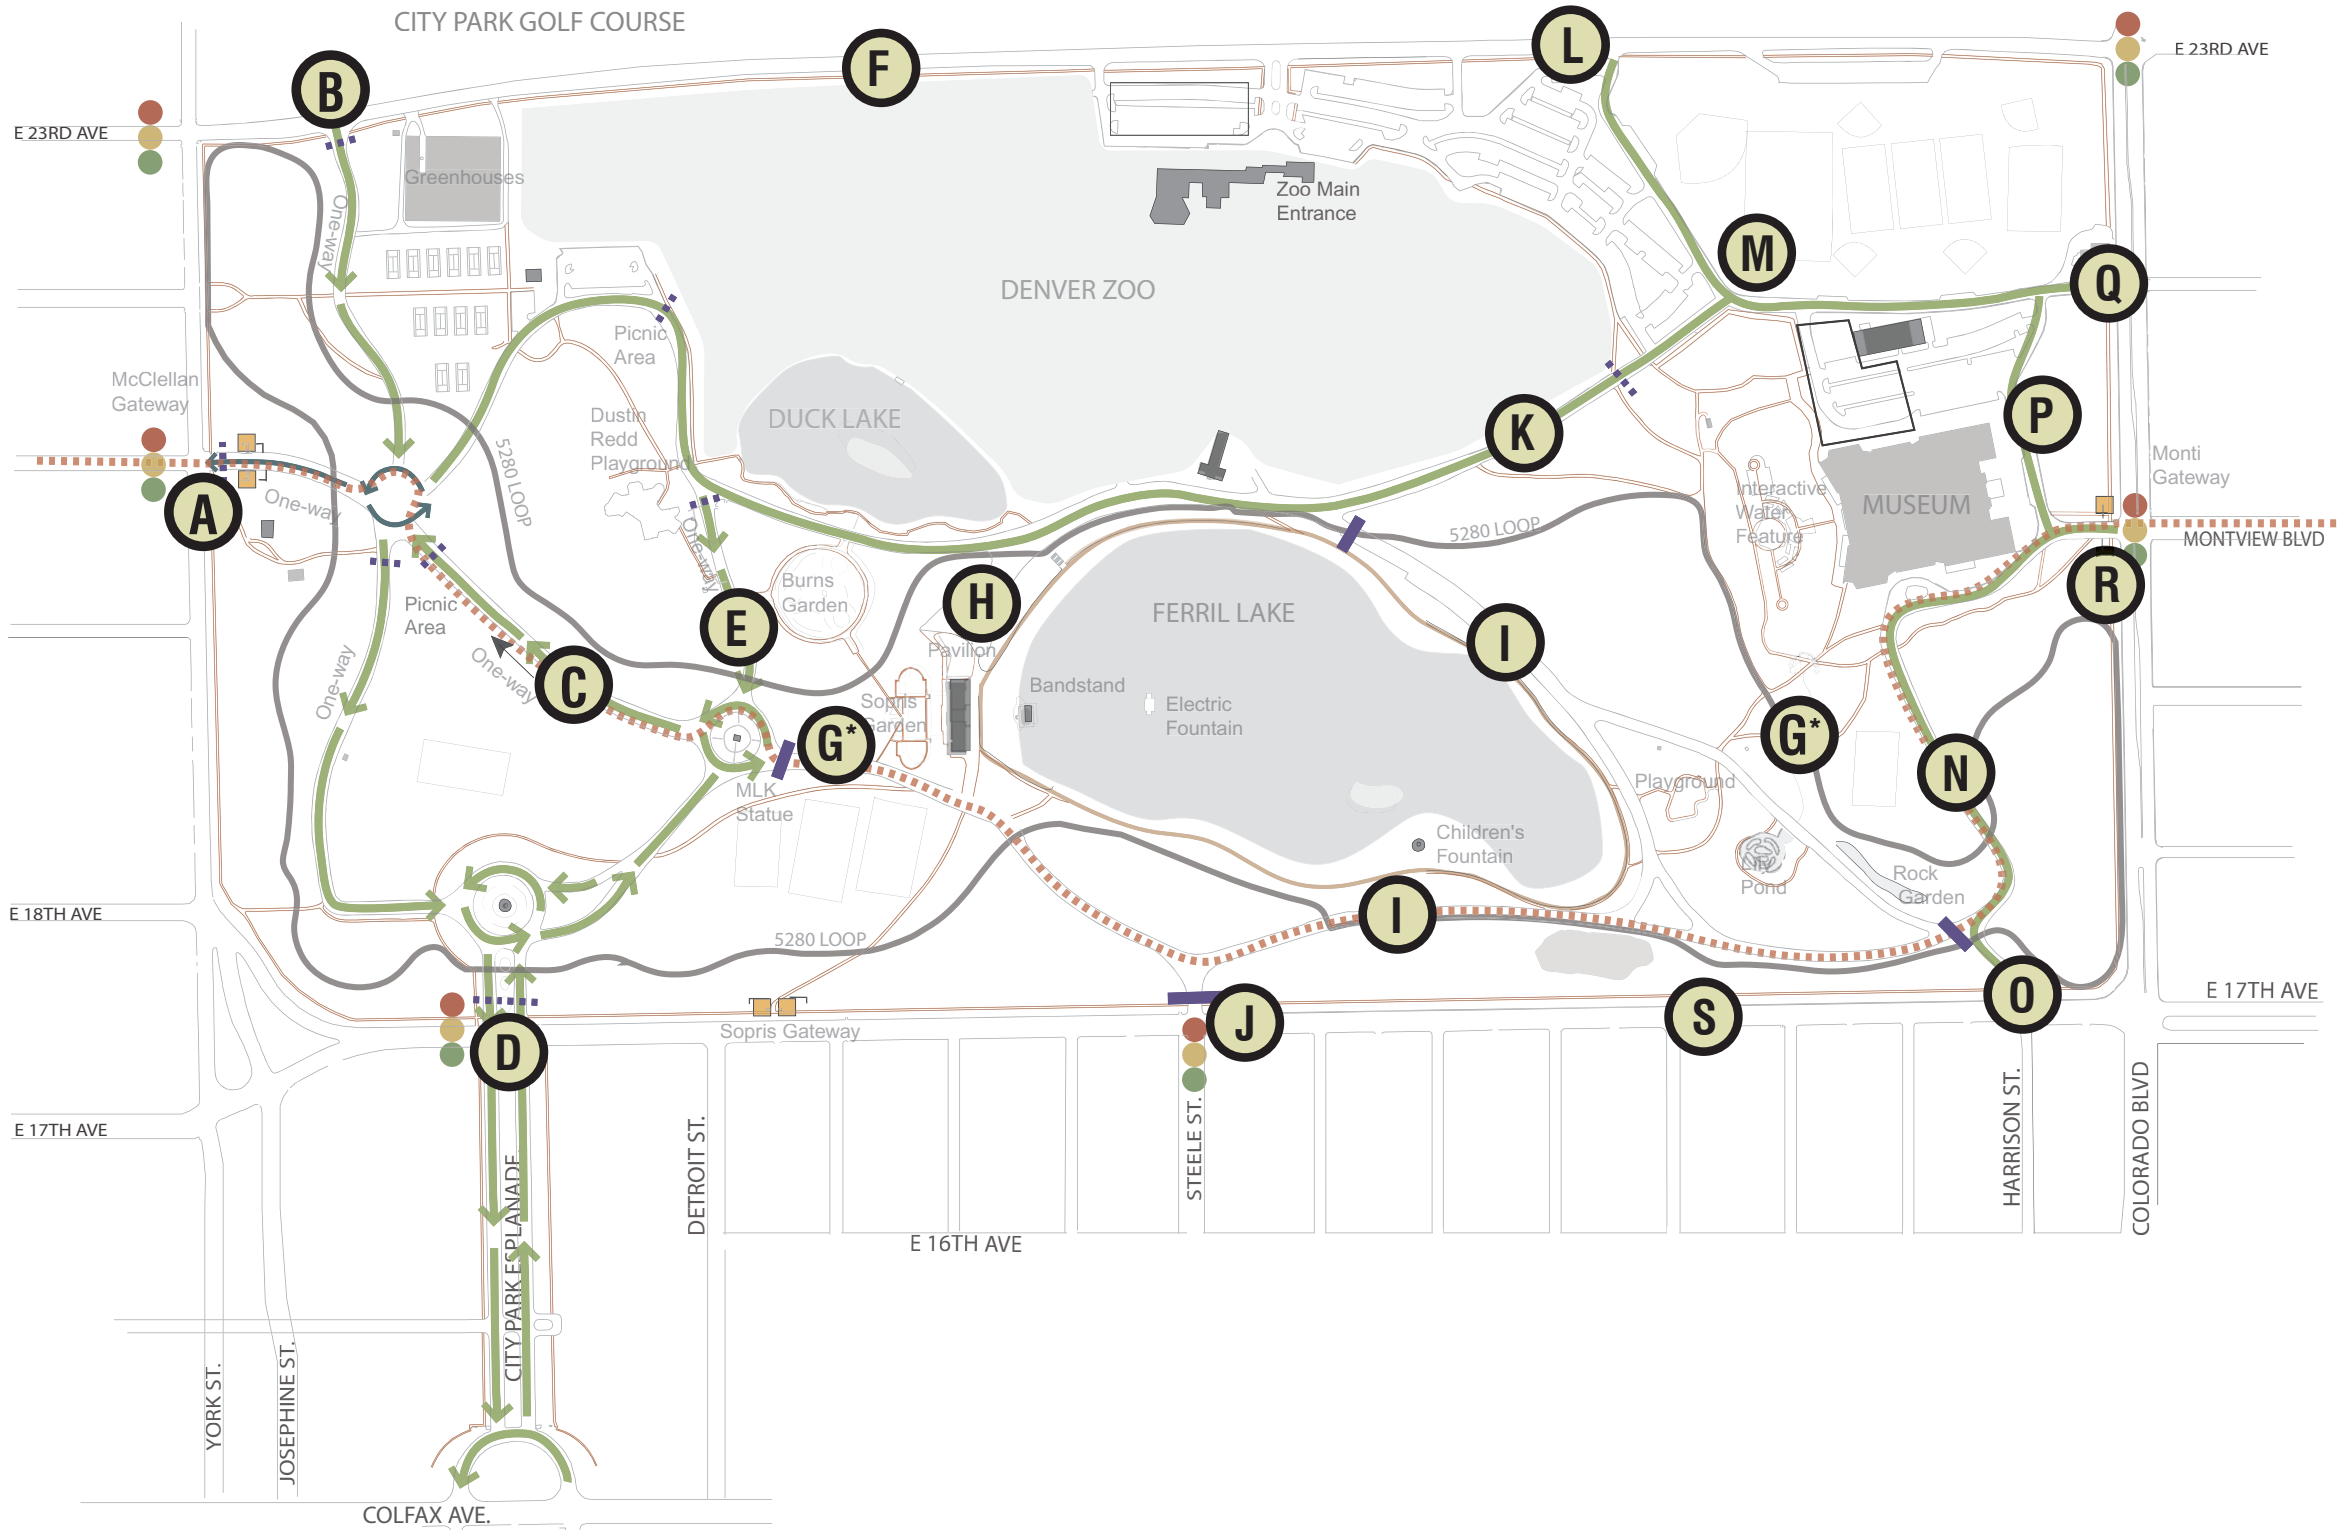 CITY PARK GOLF COURSE
B
F
L
E 23RD AVE
E 23RD AVE
Greenhouses
One-way
Zoo Main
Entrance
M
Q
DENVER ZOO
Picnic
Area
McClellan
Gateway
DUCK LAKE
Dustin
Redd
Playground
K
P
5280 LOOP
Monti
Gateway
A
One-way
Interactive
Water
Feature
MUSEUM
MONTVIEW BLVD
5280 LOOP
One-way
Burns
Garden
H
R
Picnic
Area
E
FERRIL LAKE
I
Pavilion
One-way
C
Bandstand
Sopris
Garden
Electric
Fountain
One-way
G*
G*
N
MLK
Statue
Playground
Children's
Fountain
Lily
Pond
Rock
Garden
E 18TH AVE
I
5280 LOOP
E 17TH AVE
O
S
J
Sopris Gateway
D
E 17TH AVE
DETROIT ST.
STEELE ST.
HARRISON ST.
COLORADO BLVD
CITY PARK ESPLANADE
E 16TH AVE
YORK ST.
JOSEPHINE ST.
COLFAX AVE.